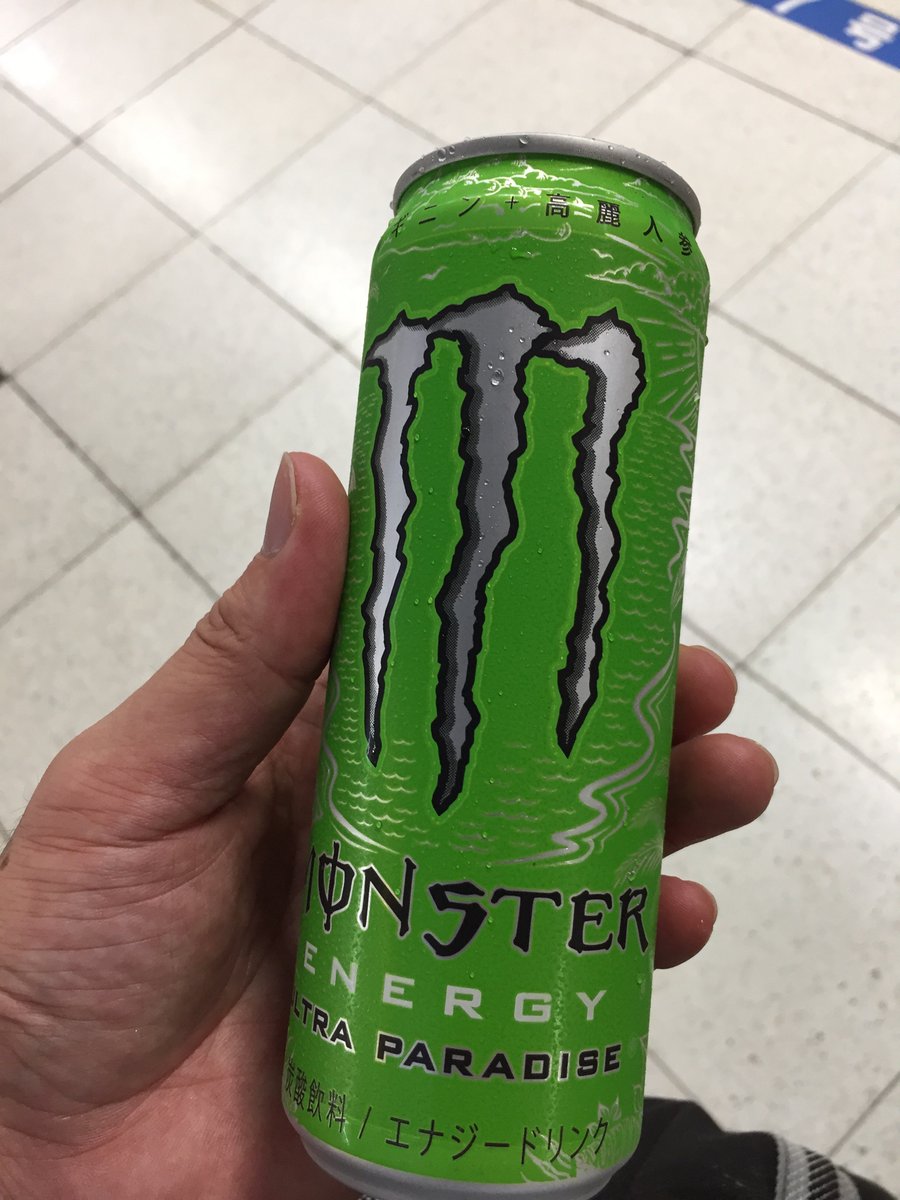 ギニン+高麗人参
MONSTER
ENERGY
ULTRA PARADISE
炭酸飲料 / エナジードリンク